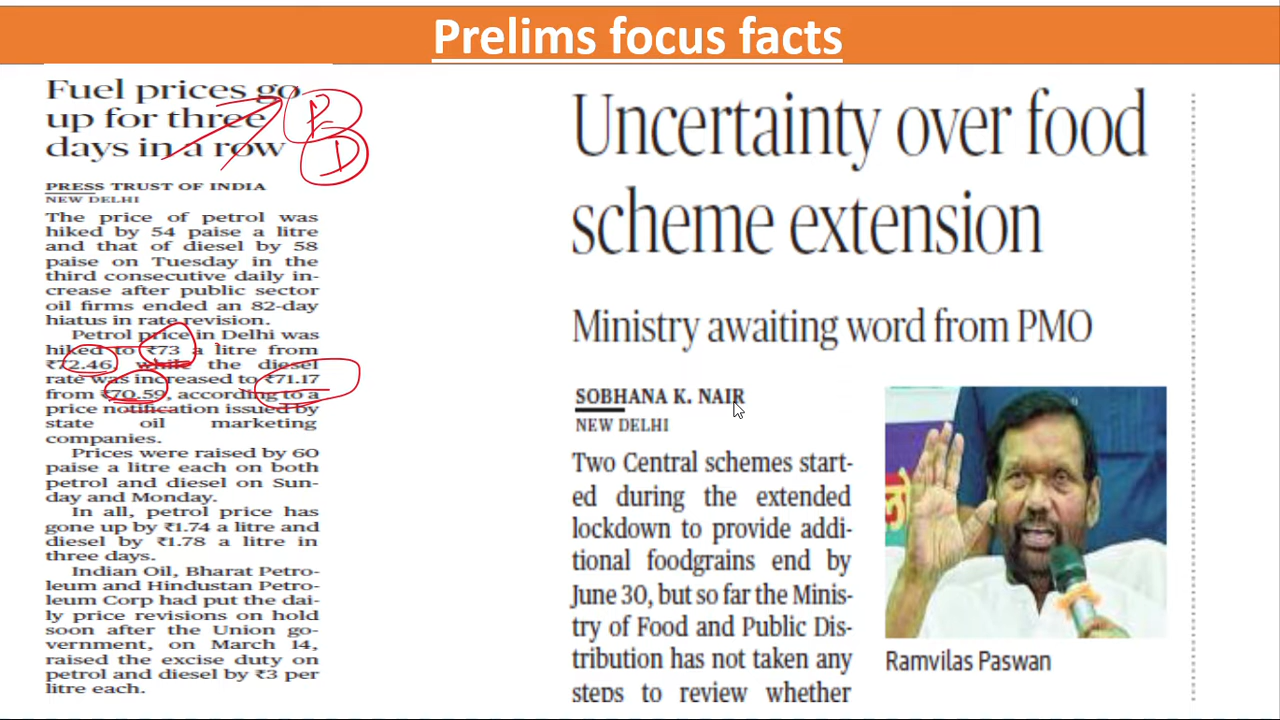 Prelims focus facts
Fuel prices go
up for three
days in a row
PRESS TRUST OF INDIA
NEW DELHI
The price of petrol was
hiked by 54 paise a litre
and that of diesel by 58
paise on Tuesday in the
third consecutive daily in-
crease after public sector
oil firms ended an 82-day
hiatus in rate revision.
Petrol price in Delhi was
hiked to ₹73 a litre from
₹72.46, while the diesel
rate was increased to ₹71.17
from ₹70.59, according to a
price notification issued by
state oil marketing
companies.
Prices were raised by 60
paise a litre each on both
petrol and diesel on Sun-
day and Monday.
In all, petrol price has
gone up by ₹1.74 a litre and
diesel by ₹1.78 a litre in
three days.
Indian Oil, Bharat Petro-
leum and Hindustan Petro-
leum Corp had put the dai-
ly price revisions on hold
soon after the Union go-
vernment, on March 14,
raised the excise duty on
petrol and diesel by ₹3 per
litre each.
P
D
Uncertainty over food
scheme extension
Ministry awaiting word from PMO
SOBHANA K. NAIR
NEW DELHI
Two Central schemes start-
ed during the extended
lockdown to provide addi-
tional foodgrains end by
June 30, but so far the Minis-
try of Food and Public Dis-
tribution has not taken any
steps to review whether
Ramvilas Paswan